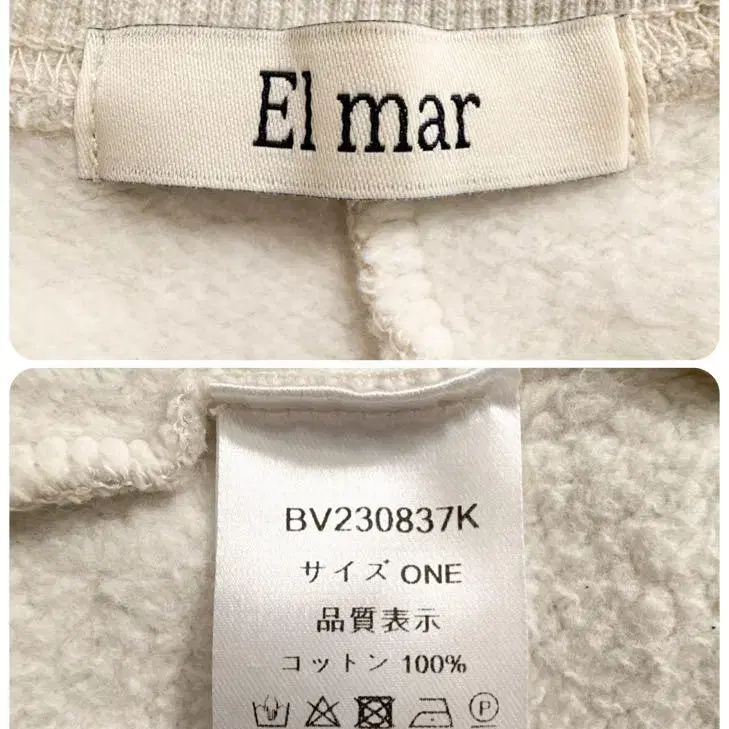 El mar
BV230837K
サイズ ONE
品質表示
コットン 100%
P